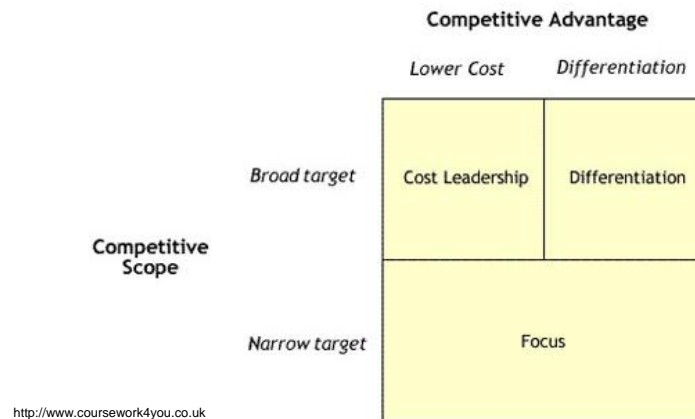 Competitive Advantage
Lower Cost Differentiation
Broad target Cost Leadership Differentiation
Competitive
Scope
Narrow target Focus
http://www.coursework4you.co.uk